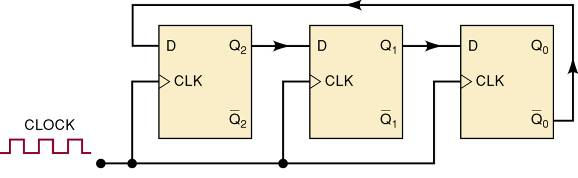 D Q₂ D Q₁ D Q₀
CLK CLK CLK
Q̅₂ Q̅₁ Q̅₀
CLOCK